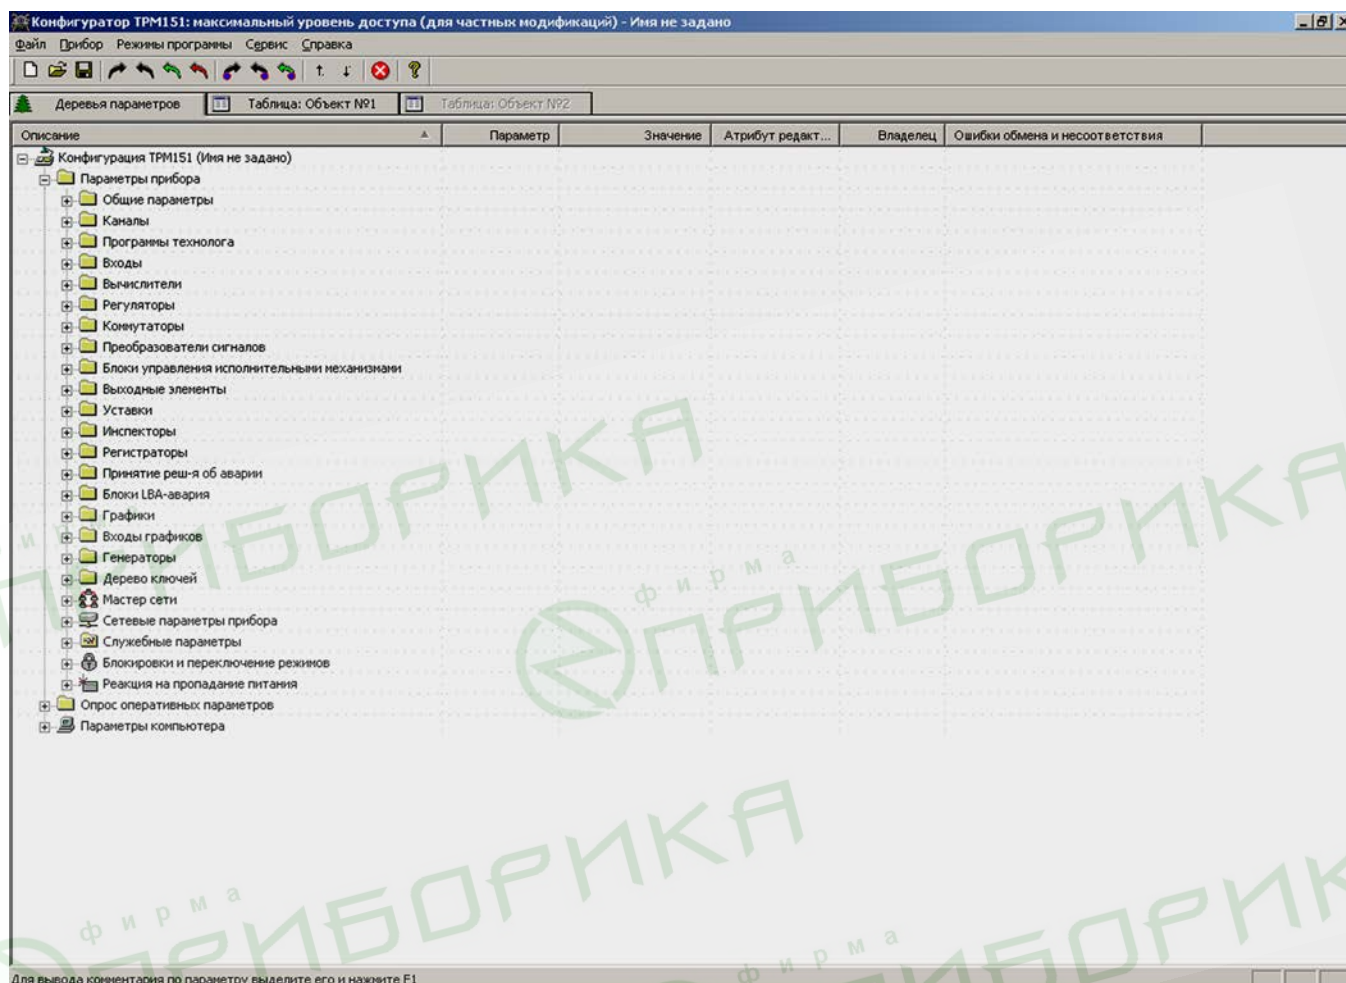 Конфигуратор ТРМ151: максимальный уровень доступа (для частных модификаций) - Имя не задано
Файл Прибор Режимы программы Сервис Справка
Деревья параметров Таблица: Объект №1 Таблица: Объект №2
Описание Параметр Значение Атрибут редакт... Владелец Ошибки обмена и несоответствия
Конфигурация ТРМ151 (Имя не задано)
Параметры прибора
Общие параметры
Каналы
Программы технолога
Входы
Вычислители
Регуляторы
Коммутаторы
Преобразователи сигналов
Блоки управления исполнительными механизмами
Выходные элементы
Уставки
Инспекторы
Регистраторы
Принятие реш-я об аварии
Блоки LBA-авария
Графики
Входы графиков
Генераторы
Дерево ключей
Мастер сети
Сетевые параметры прибора
Служебные параметры
Блокировки и переключение режимов
Реакция на пропадание питания
Опрос оперативных параметров
Параметры компьютера
фирма
ПРИБОРИКА
Для вывода комментария по параметру выделите его и нажмите F1